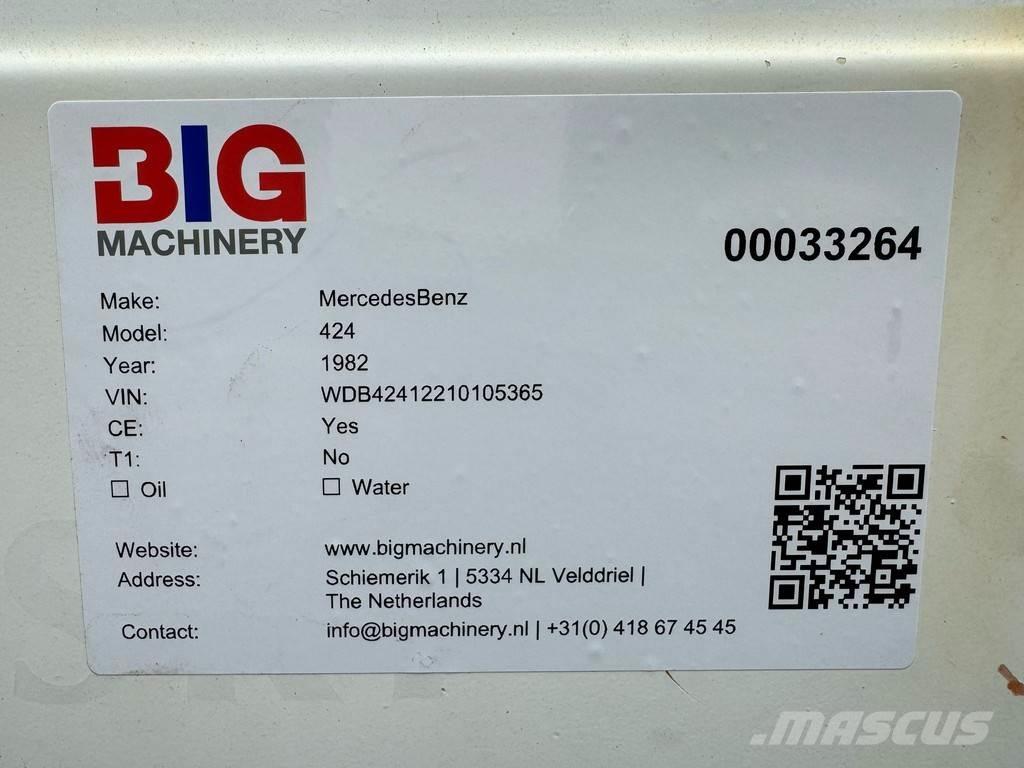 BIG
MACHINERY
00033264
Make: MercedesBenz
Model: 424
Year: 1982
VIN: WDB42412210105365
CE: Yes
T1: No
☐ Oil ☐ Water
Website: www.bigmachinery.nl
Address: Schiemerik 1 | 5334 NL Velddriel |
The Netherlands
Contact: info@bigmachinery.nl | +31(0) 418 67 45 45
MASCUS